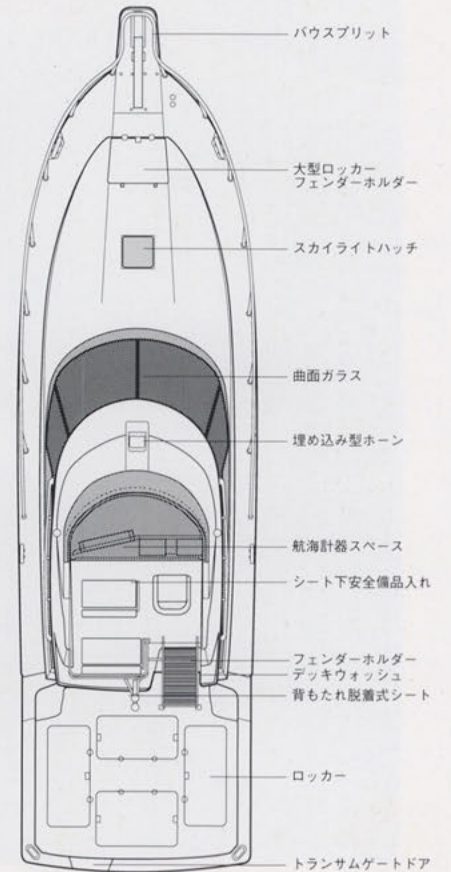 バウスプリット
大型ロッカー
フェンダーホルダー
スカイライトハッチ
曲面ガラス
埋め込み型ホーン
航海計器スペース
シート下安全備品入れ
フェンダーホルダー
デッキウォッシュ
背もたれ脱着式シート
ロッカー
トランサムゲートドア